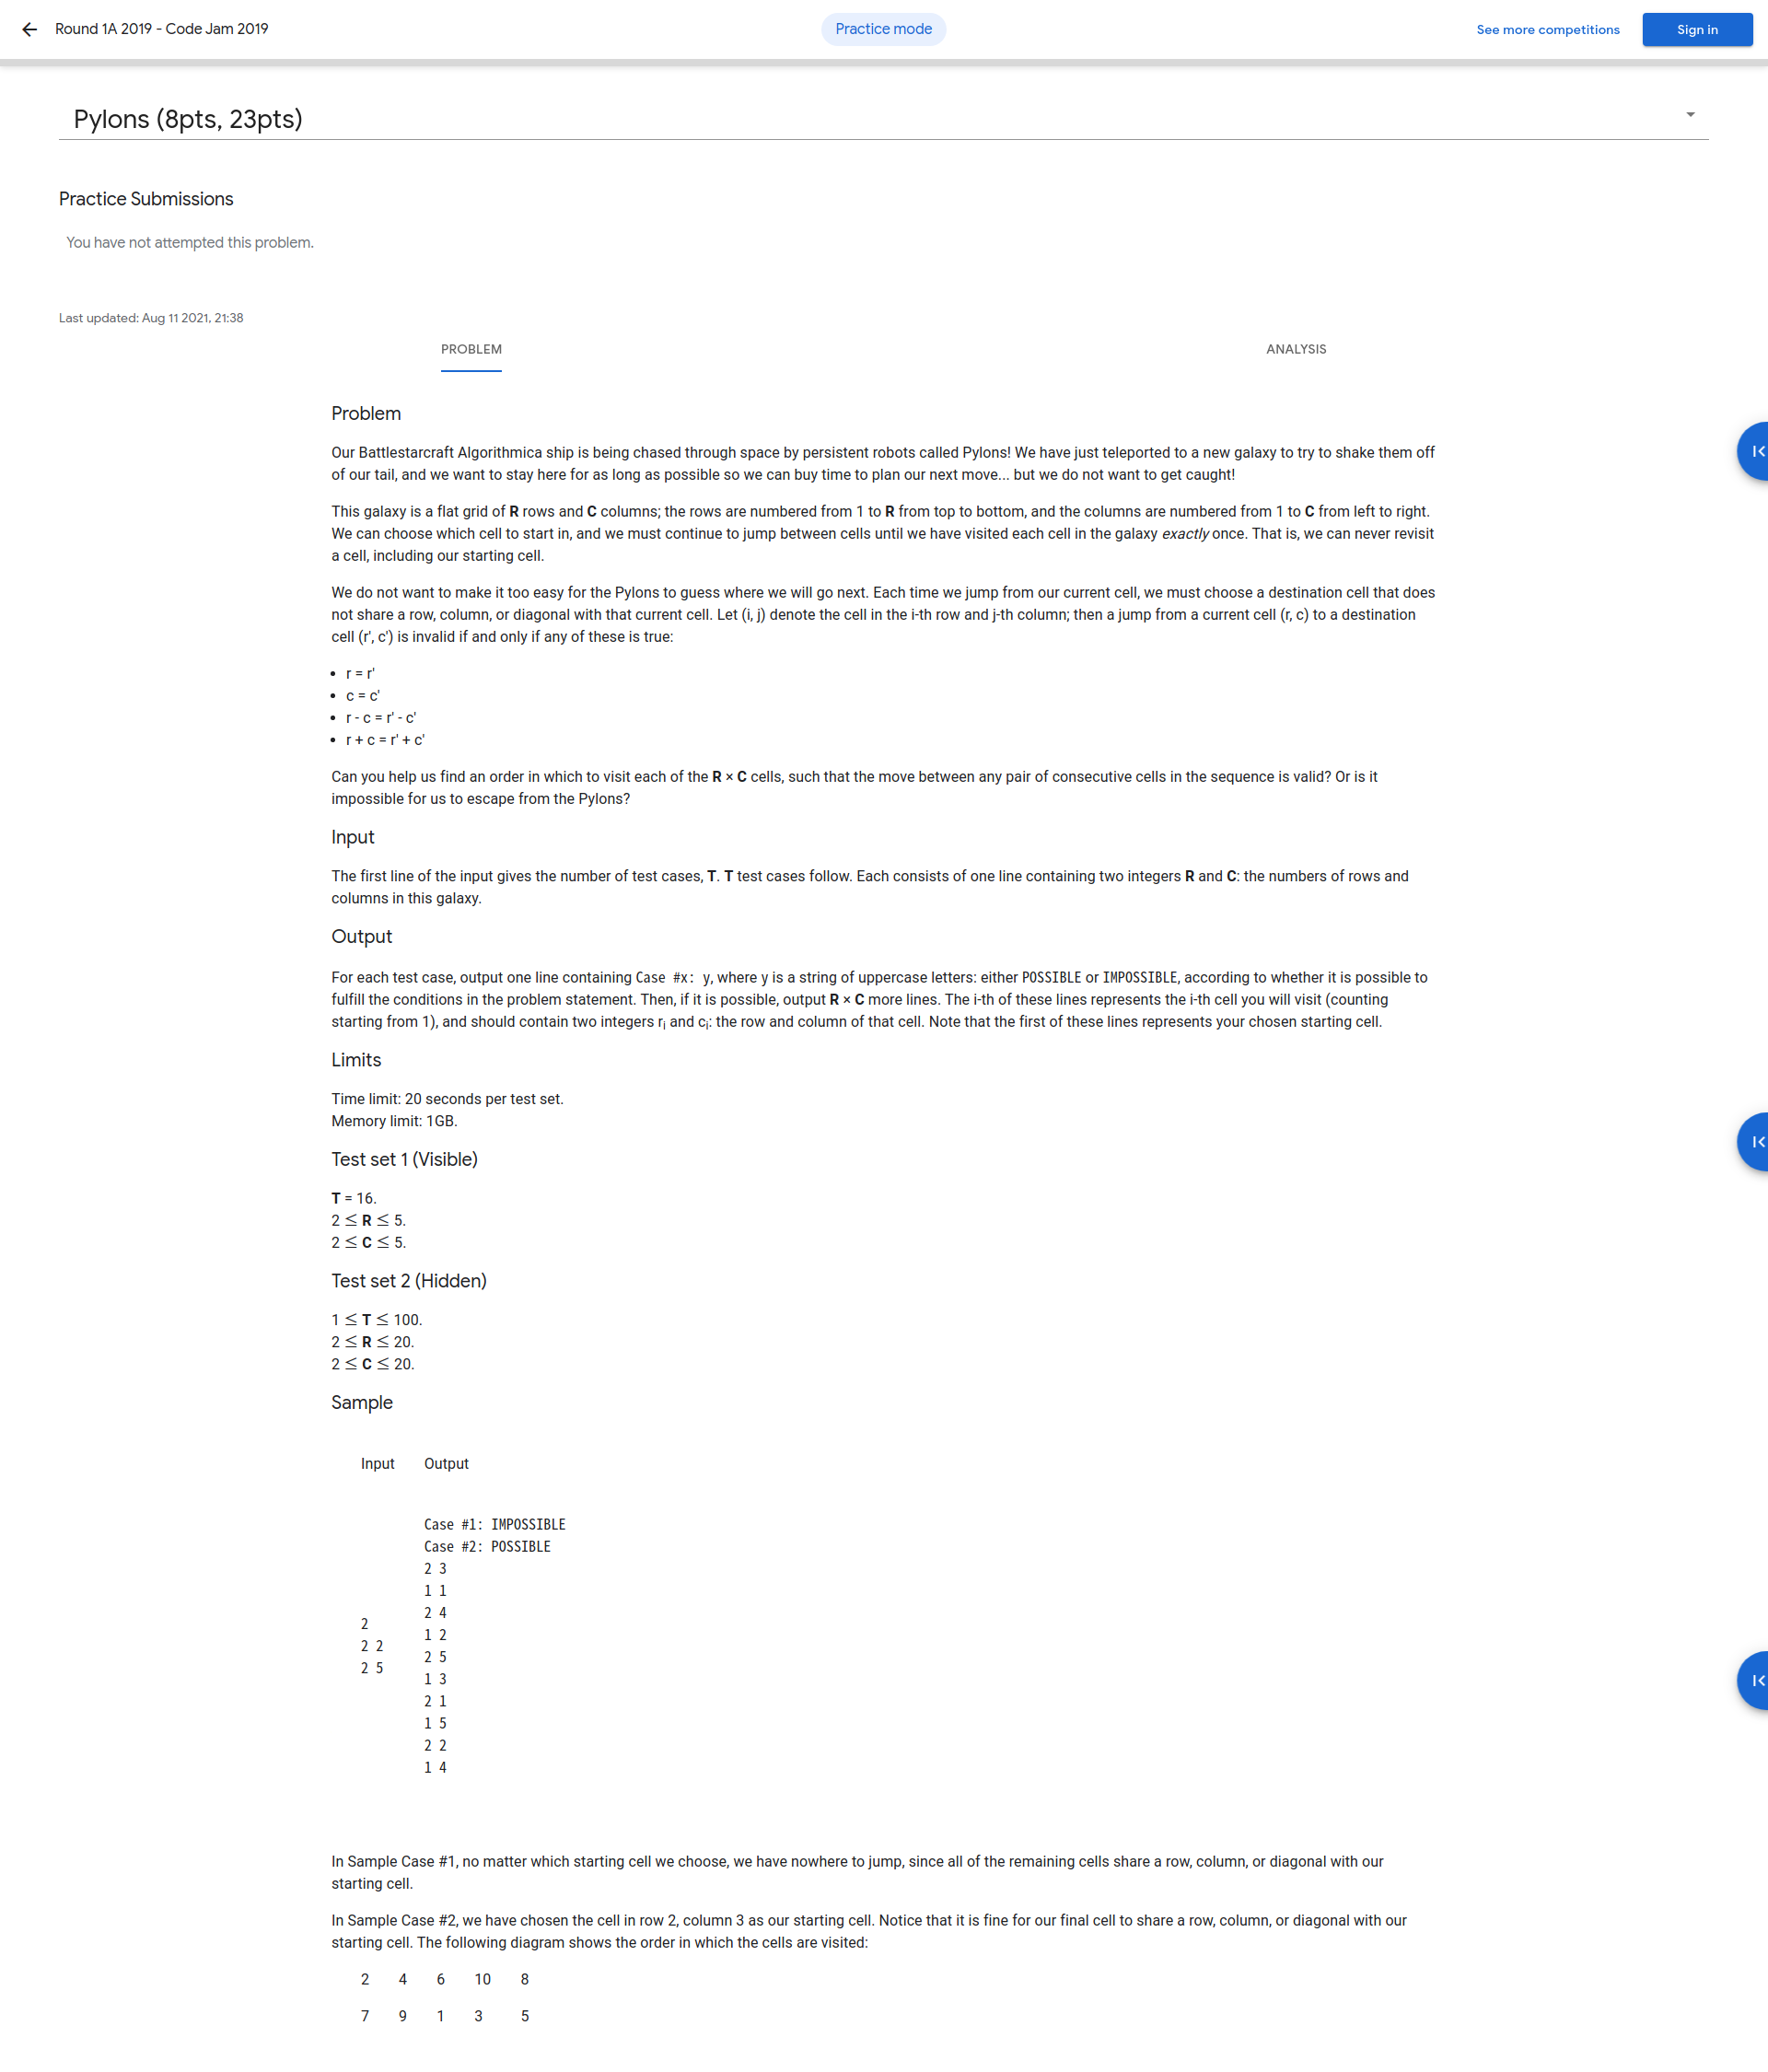 Round 1A 2019 - Code Jam 2019
Practice mode
See more competitions
Sign in
Pylons (8pts, 23pts)
Practice Submissions
You have not attempted this problem.
Last updated: Aug 11 2021, 21:38
PROBLEM
ANALYSIS
Problem
Our Battlestarcraft Algorithmica ship is being chased through space by persistent robots called Pylons! We have just teleported to a new galaxy to try to shake them off
of our tail, and we want to stay here for as long as possible so we can buy time to plan our next move... but we do not want to get caught!
This galaxy is a flat grid of R rows and C columns; the rows are numbered from 1 to R from top to bottom, and the columns are numbered from 1 to C from left to right.
We can choose which cell to start in, and we must continue to jump between cells until we have visited each cell in the galaxy exactly once. That is, we can never revisit
a cell, including our starting cell.
We do not want to make it too easy for the Pylons to guess where we will go next. Each time we jump from our current cell, we must choose a destination cell that does
not share a row, column, or diagonal with that current cell. Let (i, j) denote the cell in the i-th row and j-th column; then a jump from a current cell (r, c) to a destination
cell (r', c') is invalid if and only if any of these is true:
• r = r'
• c = c'
• r - c = r' - c'
• r + c = r' + c'
Can you help us find an order in which to visit each of the R × C cells, such that the move between any pair of consecutive cells in the sequence is valid? Or is it
impossible for us to escape from the Pylons?
Input
The first line of the input gives the number of test cases, T. T test cases follow. Each consists of one line containing two integers R and C: the numbers of rows and
columns in this galaxy.
Output
For each test case, output one line containing Case #x: y, where y is a string of uppercase letters: either POSSIBLE or IMPOSSIBLE, according to whether it is possible to
fulfill the conditions in the problem statement. Then, if it is possible, output R × C more lines. The i-th of these lines represents the i-th cell you will visit (counting
starting from 1), and should contain two integers ri and ci: the row and column of that cell. Note that the first of these lines represents your chosen starting cell.
Limits
Time limit: 20 seconds per test set.
Memory limit: 1GB.
Test set 1 (Visible)
T = 16.
2 ≤ R ≤ 5.
2 ≤ C ≤ 5.
Test set 2 (Hidden)
1 ≤ T ≤ 100.
2 ≤ R ≤ 20.
2 ≤ C ≤ 20.
Sample
Input
Output
2
2 2
2 5
Case #1: IMPOSSIBLE
Case #2: POSSIBLE
2 3
1 1
2 4
1 2
2 5
1 3
2 1
1 5
2 2
1 4
In Sample Case #1, no matter which starting cell we choose, we have nowhere to jump, since all of the remaining cells share a row, column, or diagonal with our
starting cell.
In Sample Case #2, we have chosen the cell in row 2, column 3 as our starting cell. Notice that it is fine for our final cell to share a row, column, or diagonal with our
starting cell. The following diagram shows the order in which the cells are visited:
2 4 6 10 8
7 9 1 3 5